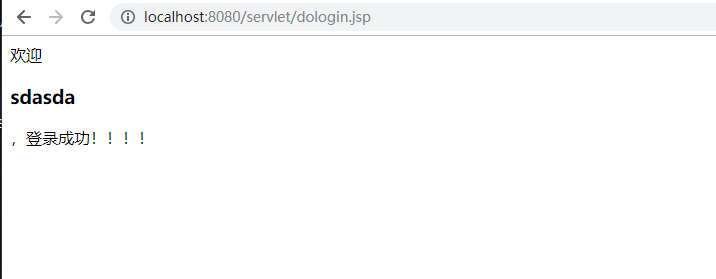 localhost:8080/servlet/dologin.jsp
欢迎
sdasda
，登录成功！！！！